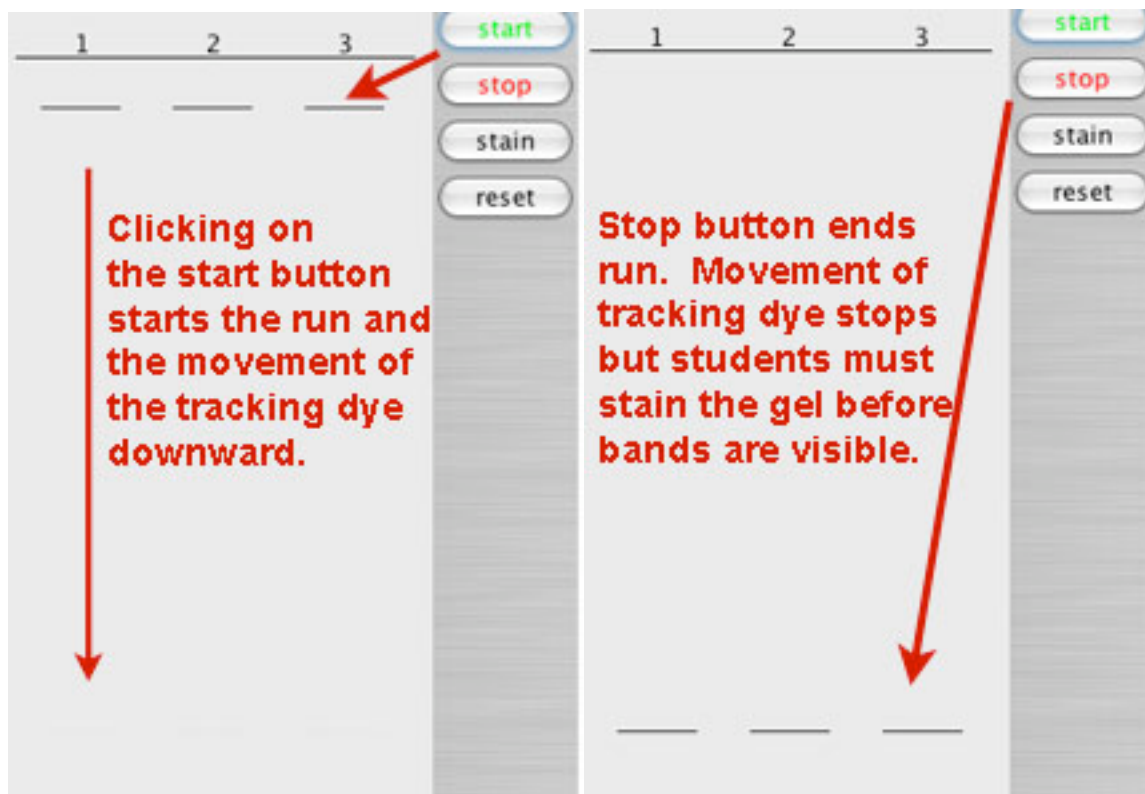 1 2 3
start
stop
stain
reset
Clicking on
the start button
starts the run and
the movement of
the tracking dye
downward.
1 2 3
start
stop
stain
reset
Stop button ends
run. Movement of
tracking dye stops
but students must
stain the gel before
bands are visible.